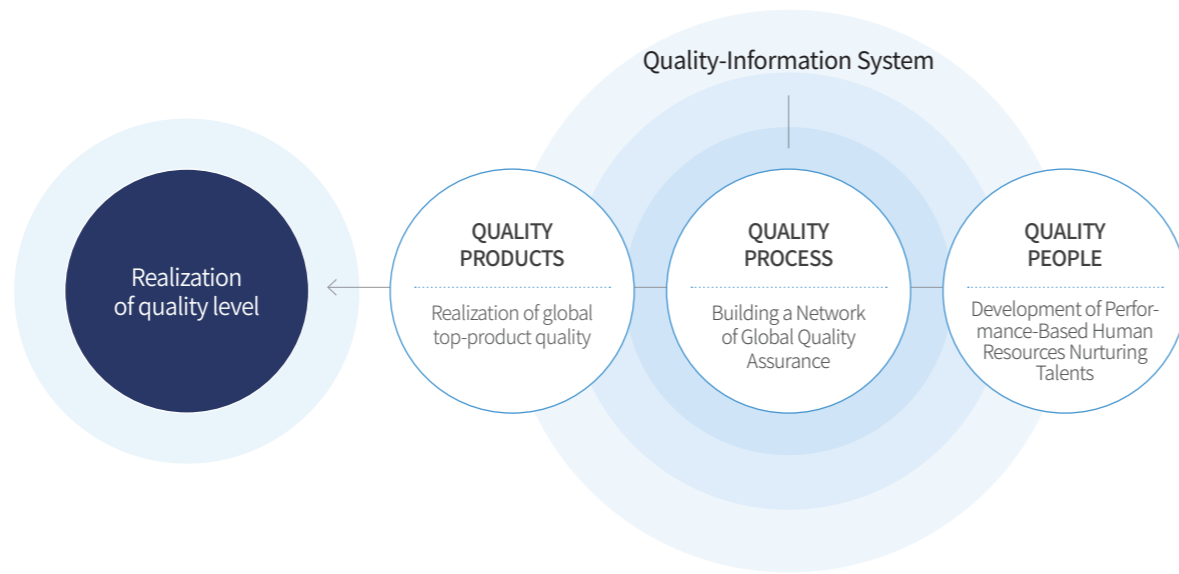 Quality-Information System
Realization
of quality level
QUALITY
PRODUCTS
Realization of global
top-product quality
QUALITY
PROCESS
Building a Network
of Global Quality
Assurance
QUALITY
PEOPLE
Development of Perfor-
mance-Based Human
Resources Nurturing
Talents